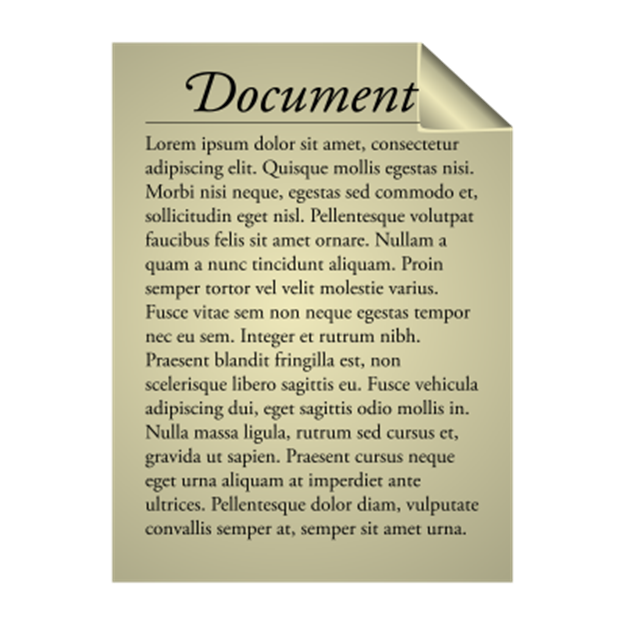 Document
Lorem ipsum dolor sit amet, consectetur
adipiscing elit. Quisque mollis egestas nisi.
Morbi nisi neque, egestas sed commodo et,
sollicitudin eget nisl. Pellentesque volutpat
faucibus felis sit amet ornare. Nullam a
quam a nunc tincidunt aliquam. Proin
semper tortor vel velit molestie varius.
Fusce vitae sem non neque egestas tempor
nec eu sem. Integer et rutrum nibh.
Praesent blandit fringilla est, non
scelerisque libero sagittis eu. Fusce vehicula
adipiscing dui, eget sagittis odio mollis in.
Nulla massa ligula, rutrum sed cursus et,
gravida ut sapien. Praesent cursus neque
eget urna aliquam at imperdiet ante
ultrices. Pellentesque dolor diam, vulputate
convallis semper at, semper sit amet urna.